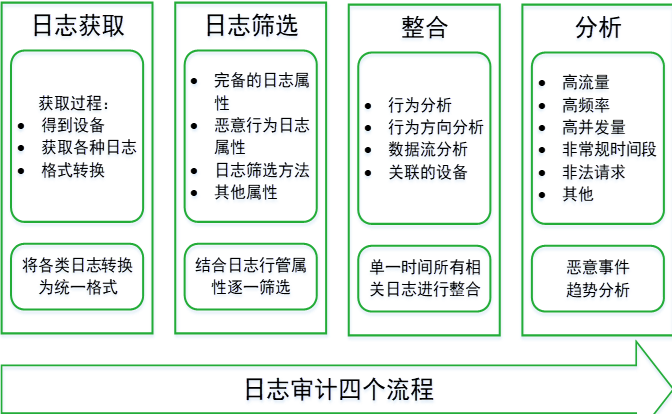 日志获取
获取过程：
● 得到设备
● 获取各种日志
● 格式转换
将各类日志转换
为统一格式
日志筛选
● 完备的日志属
性
● 恶意行为日志
属性
● 日志筛选方法
● 其他属性
结合日志行管属
性逐一筛选
整合
● 行为分析
● 行为方向分析
● 数据流分析
● 关联的设备
单一时间所有相
关日志进行整合
分析
● 高流量
● 高频率
● 高并发量
● 非常规时间段
● 非法请求
● 其他
恶意事件
趋势分析
日志审计四个流程